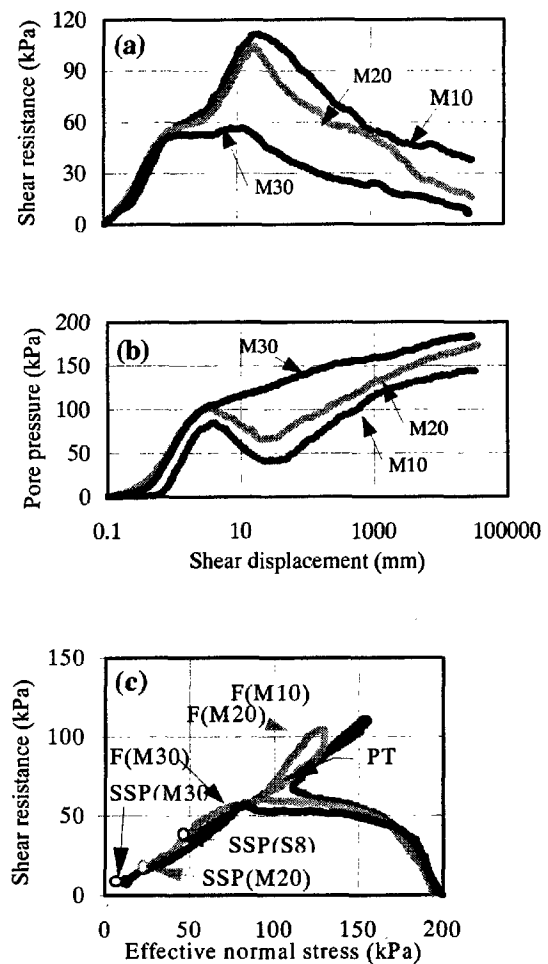 (a)
Shear resistance (kPa)
120
90
60
30
0
M20
M10
M30
(b)
Pore pressure (kPa)
200
150
100
50
0
M30
M20
M10
0.1
10
1000
100000
Shear displacement (mm)
(c)
Shear resistance (kPa)
150
100
50
0
F(M10)
F(M20)
F(M30)
PT
SSP(M30
SSP(S8)
SSP(M20)
0
50
100
150
200
Effective normal stress (kPa)